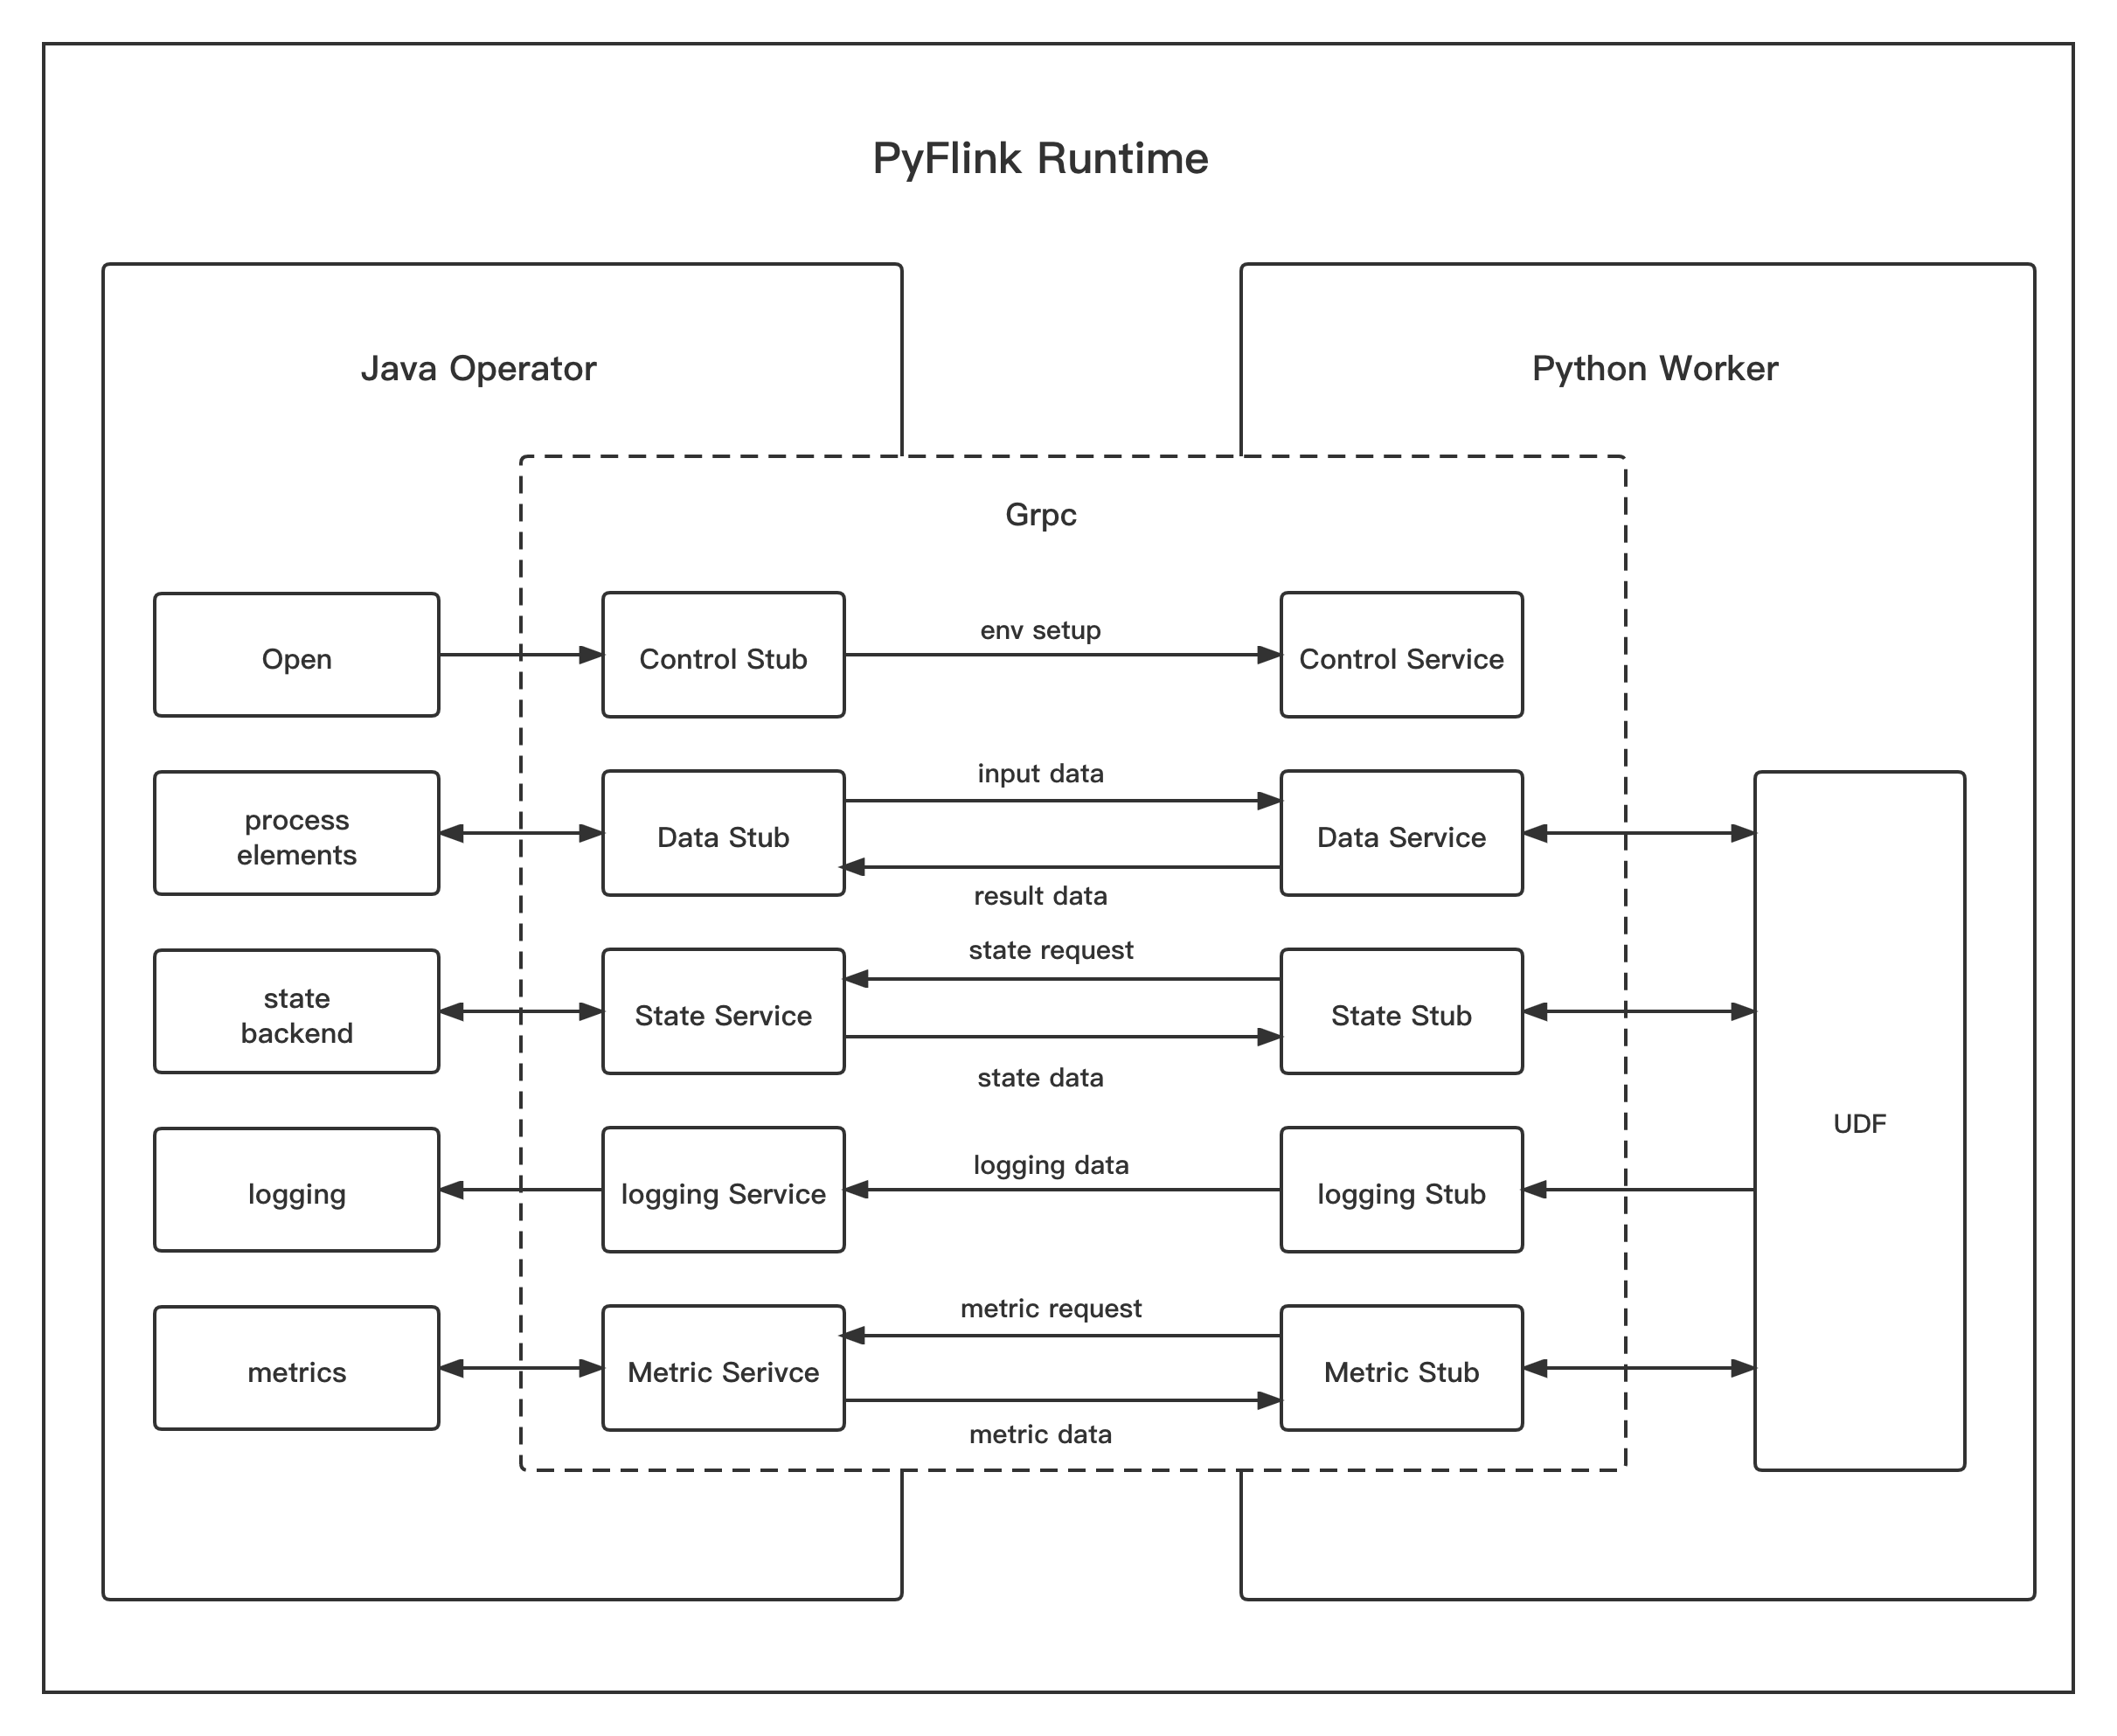 PyFlink Runtime
Java Operator
Python Worker
Grpc
Open
Control Stub
env setup
Control Service
process
elements
Data Stub
input data
result data
Data Service
state
backend
State Service
state request
state data
State Stub
UDF
logging
logging Service
logging data
logging Stub
metrics
Metric Serivce
metric request
metric data
Metric Stub